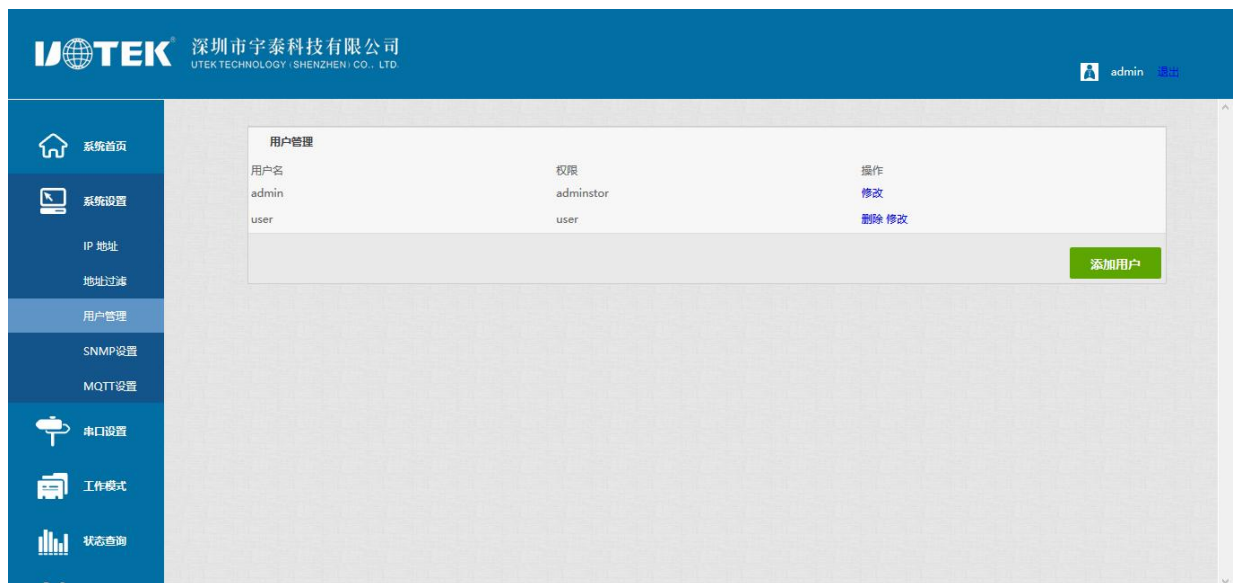 UOTEK® 深圳市宇泰科技有限公司
UTEK TECHNOLOGY (SHENZHEN) CO., LTD.
admin 退出
系统首页
系统设置
IP 地址
地址过滤
用户管理
SNMP设置
MQTT设置
串口设置
工作模式
状态查询
用户管理
用户名 权限 操作
admin adminstor 修改
user user 删除 修改
添加用户